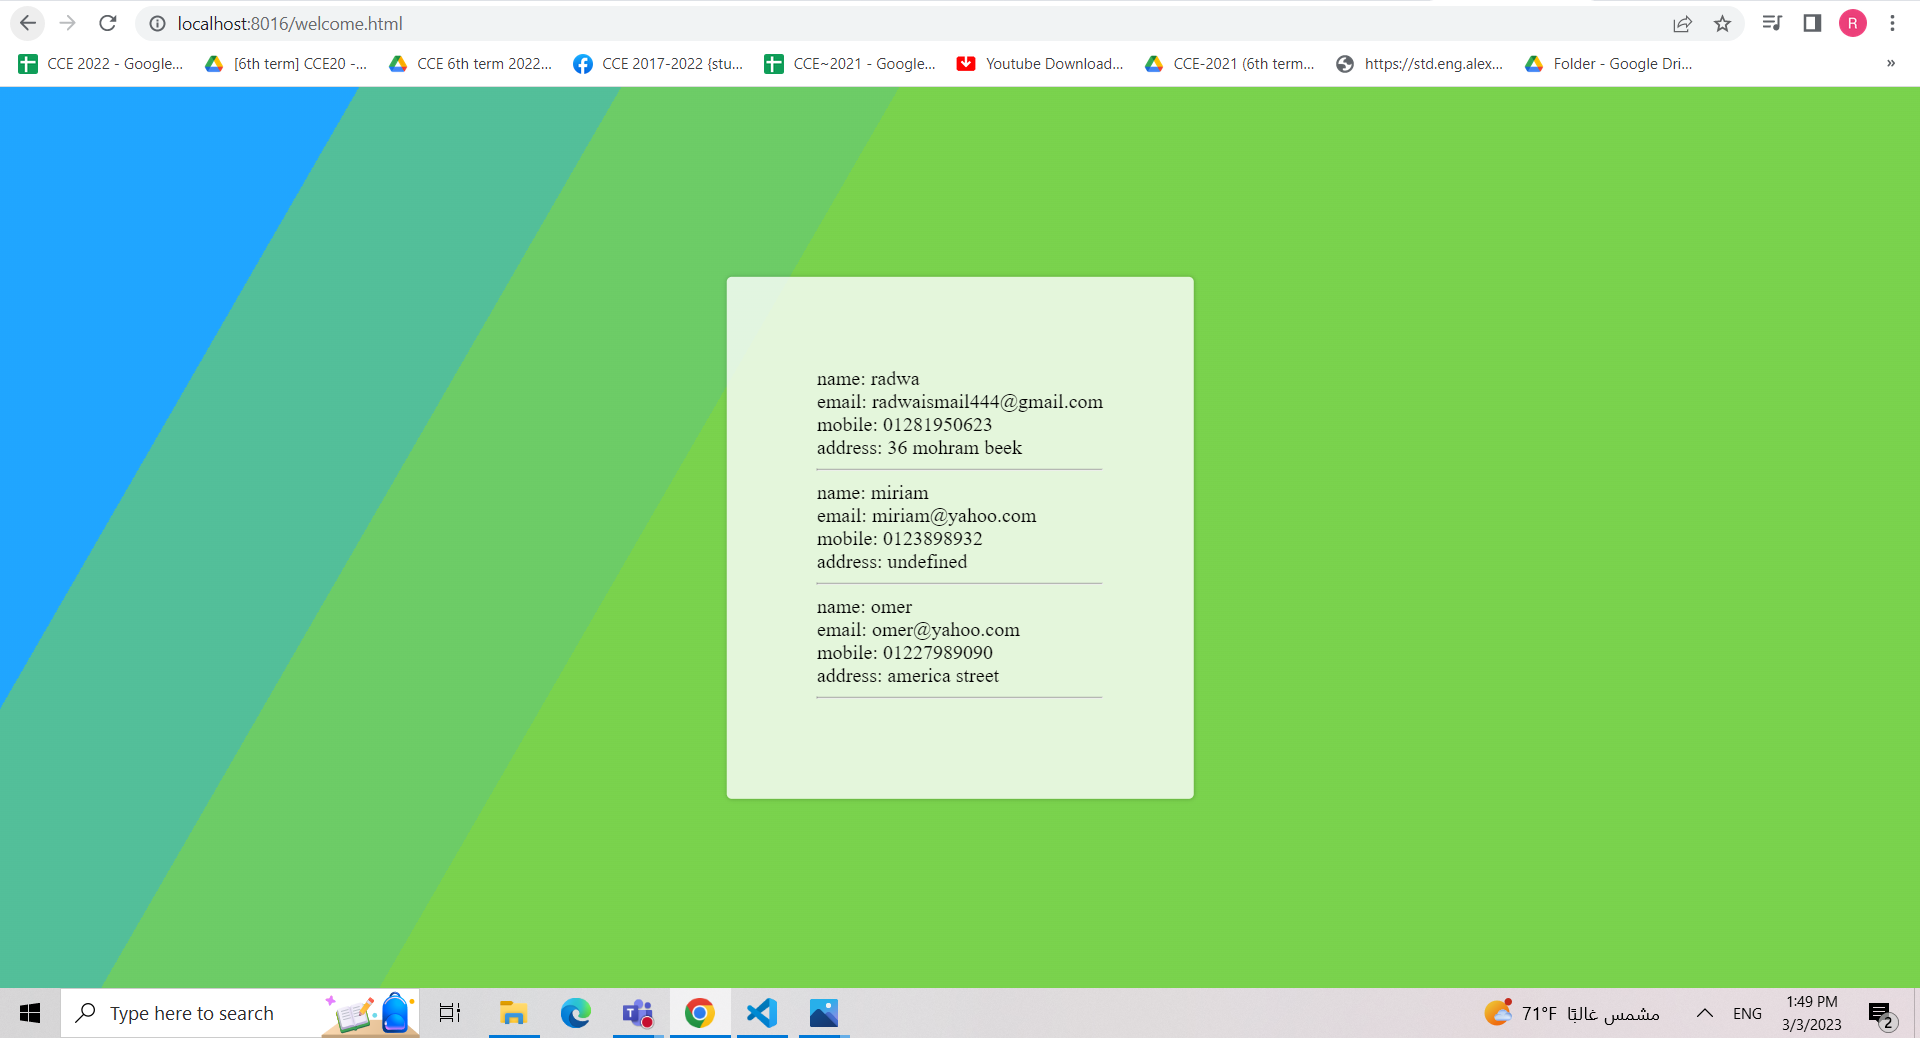 localhost:8016/welcome.html
R
CCE 2022 - Google...
[6th term] CCE20 -...
CCE 6th term 2022...
CCE 2017-2022 {stu...
CCE~2021 - Google...
Youtube Download...
CCE-2021 (6th term...
https://std.eng.alex...
Folder - Google Dri...
»
name: radwa
email: radwaismail444@gmail.com
mobile: 01281950623
address: 36 mohram beek
name: miriam
email: miriam@yahoo.com
mobile: 0123898932
address: undefined
name: omer
email: omer@yahoo.com
mobile: 01227989090
address: america street
Type here to search
71°F مشمس غالبًا
ENG
1:49 PM
3/3/2023
2